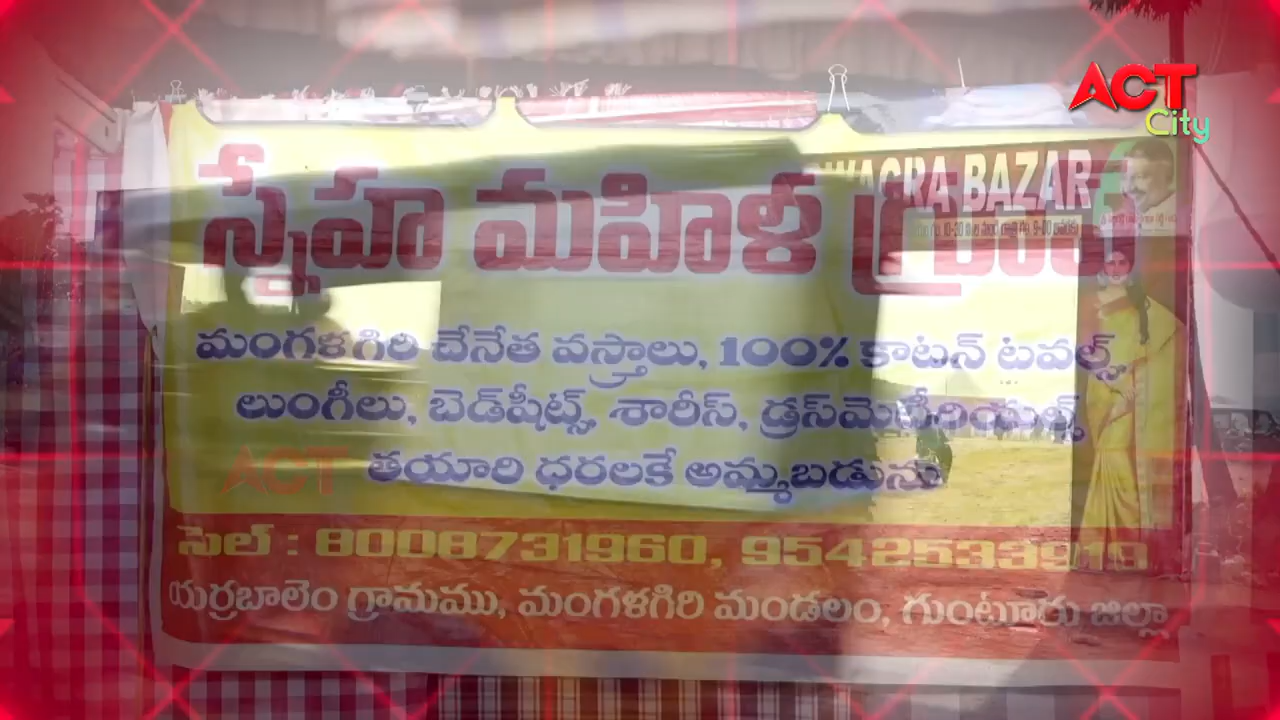 ACT
City
స్నేహ మహిళ గ్రూపు
BAZAR
మంగళగిరి చేనేత వస్త్రాలు, 100% కాటన్ టవల్స్,
లుంగీలు, బెడ్‌షీట్స్, శారీస్, డ్రస్‌మెటీరియల్స్
ACT
తయారి ధరలకే అమ్మబడును
సెల్ : 8008731960, 9542533919
యర్రబాలెం గ్రామము, మంగళగిరి మండలం, గుంటూరు జిల్లా